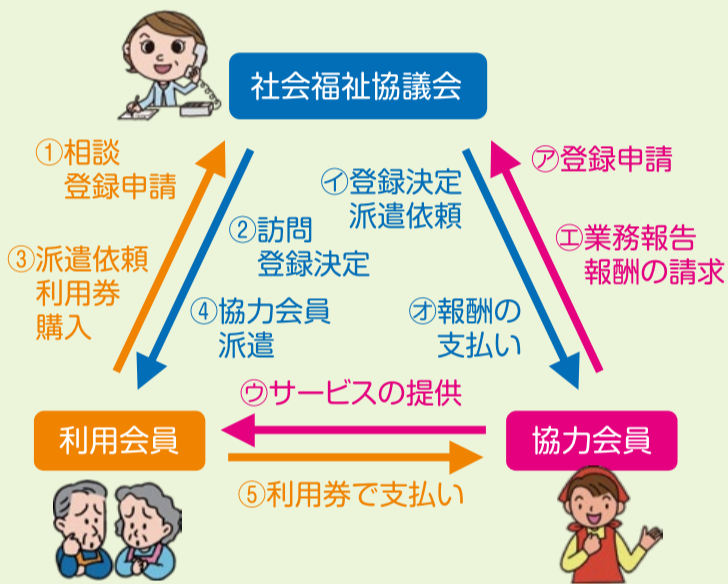 社会福祉協議会
①相談
登録申請
③派遣依頼
利用券
購入
②訪問
登録決定
④協力会員
派遣
㋑登録決定
派遣依頼
㋔報酬の
支払い
㋐登録申請
㋓業務報告
報酬の請求
㋒サービスの提供
利用会員
協力会員
⑤利用券で支払い